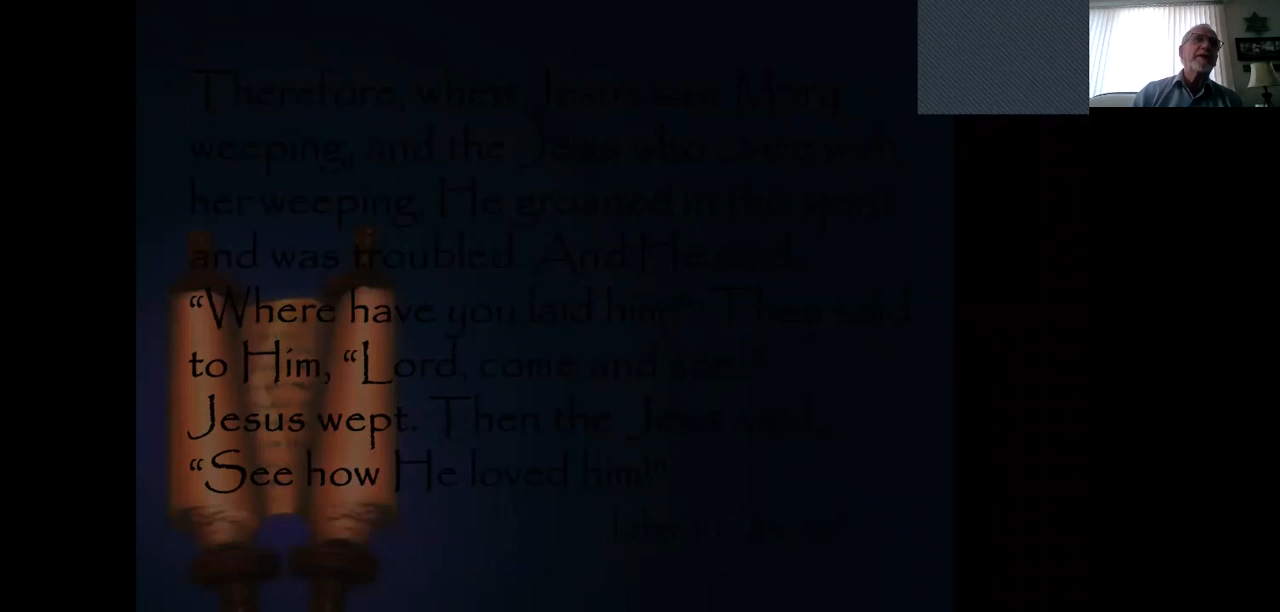 Therefore, when Jesus saw Mary
weeping, and the Jews who came with
her weeping, He groaned in the spirit
and was troubled. And He said,
“Where have you laid him?” They said
to Him, “Lord, come and see.”
Jesus wept. Then the Jews said,
“See how He loved him!”
John